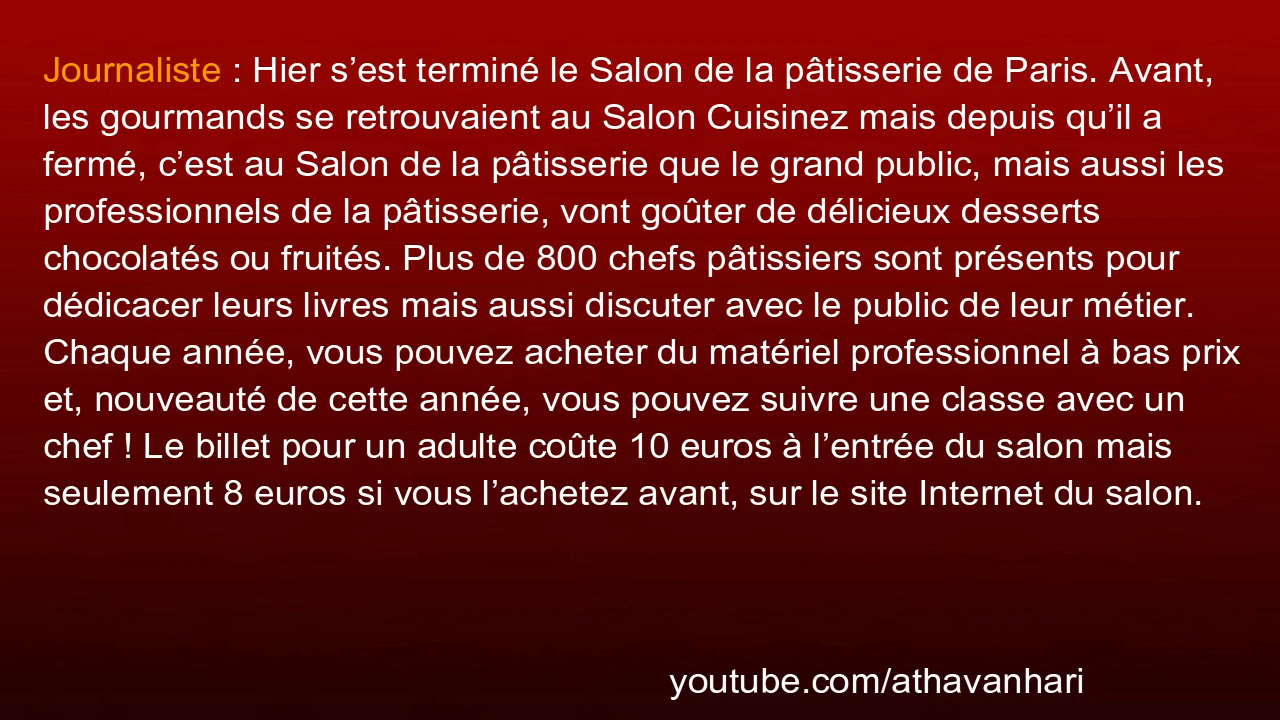 Journaliste : Hier s’est terminé le Salon de la pâtisserie de Paris. Avant,
les gourmands se retrouvaient au Salon Cuisinez mais depuis qu’il a
fermé, c’est au Salon de la pâtisserie que le grand public, mais aussi les
professionnels de la pâtisserie, vont goûter de délicieux desserts
chocolatés ou fruités. Plus de 800 chefs pâtissiers sont présents pour
dédicacer leurs livres mais aussi discuter avec le public de leur métier.
Chaque année, vous pouvez acheter du matériel professionnel à bas prix
et, nouveauté de cette année, vous pouvez suivre une classe avec un
chef ! Le billet pour un adulte coûte 10 euros à l’entrée du salon mais
seulement 8 euros si vous l’achetez avant, sur le site Internet du salon.
youtube.com/athavanhari